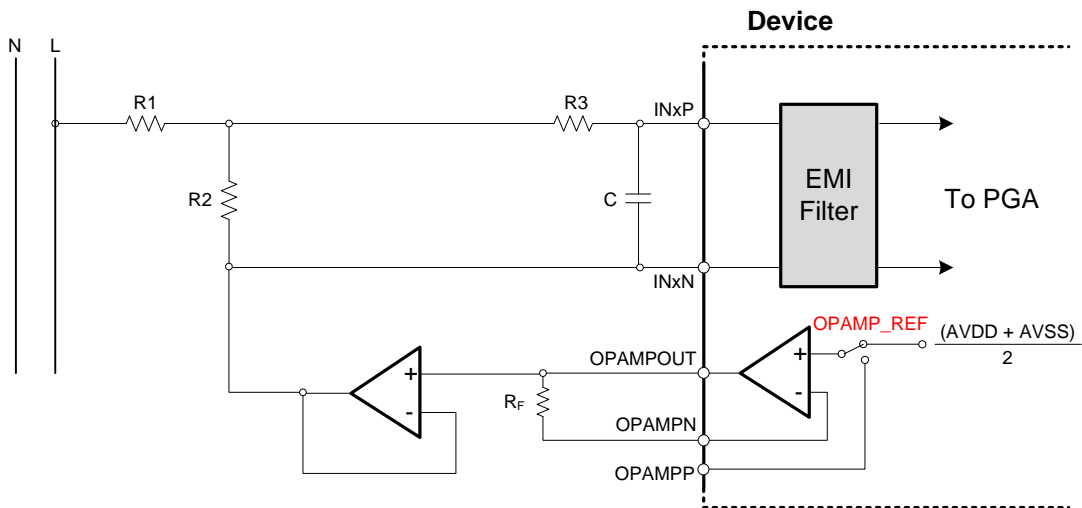 Device
N L
R1
R3
INxP
R2
C
EMI
Filter
To PGA
INxN
OPAMP_REF
(AVDD + AVSS)
2
OPAMPOUT
+
-
+
-
RF
OPAMPN
OPAMPP